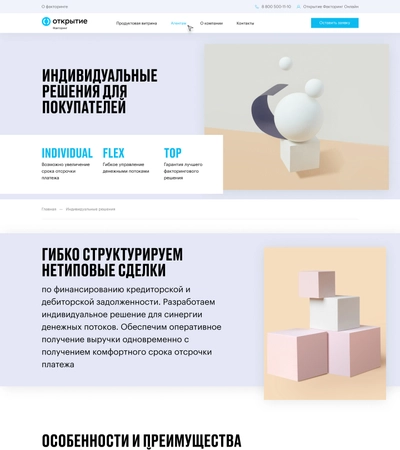 О факторинге
8 800 500-11-10
Открытие Факторинг Онлайн
открытие
Факторинг
Продуктовая витрина
Клиентам
О компании
Контакты
Оставить заявку
ИНДИВИДУАЛЬНЫЕ
РЕШЕНИЯ ДЛЯ
ПОКУПАТЕЛЕЙ
INDIVIDUAL
Возможно увеличение
срока отсрочки
платежа
FLEX
Гибкое управление
денежными потоками
TOP
Гарантия лучшего
факторингового
решения
Главная
Индивидуальные решения
ГИБКО СТРУКТУРИРУЕМ
НЕТИПОВЫЕ СДЕЛКИ
по финансированию кредиторской и
дебиторской задолженности. Разработаем
индивидуальное решение для синергии
денежных потоков. Обеспечим оперативное
получение выручки одновременно с
получением комфортного срока отсрочки
платежа
ОСОБЕННОСТИ И ПРЕИМУЩЕСТВА